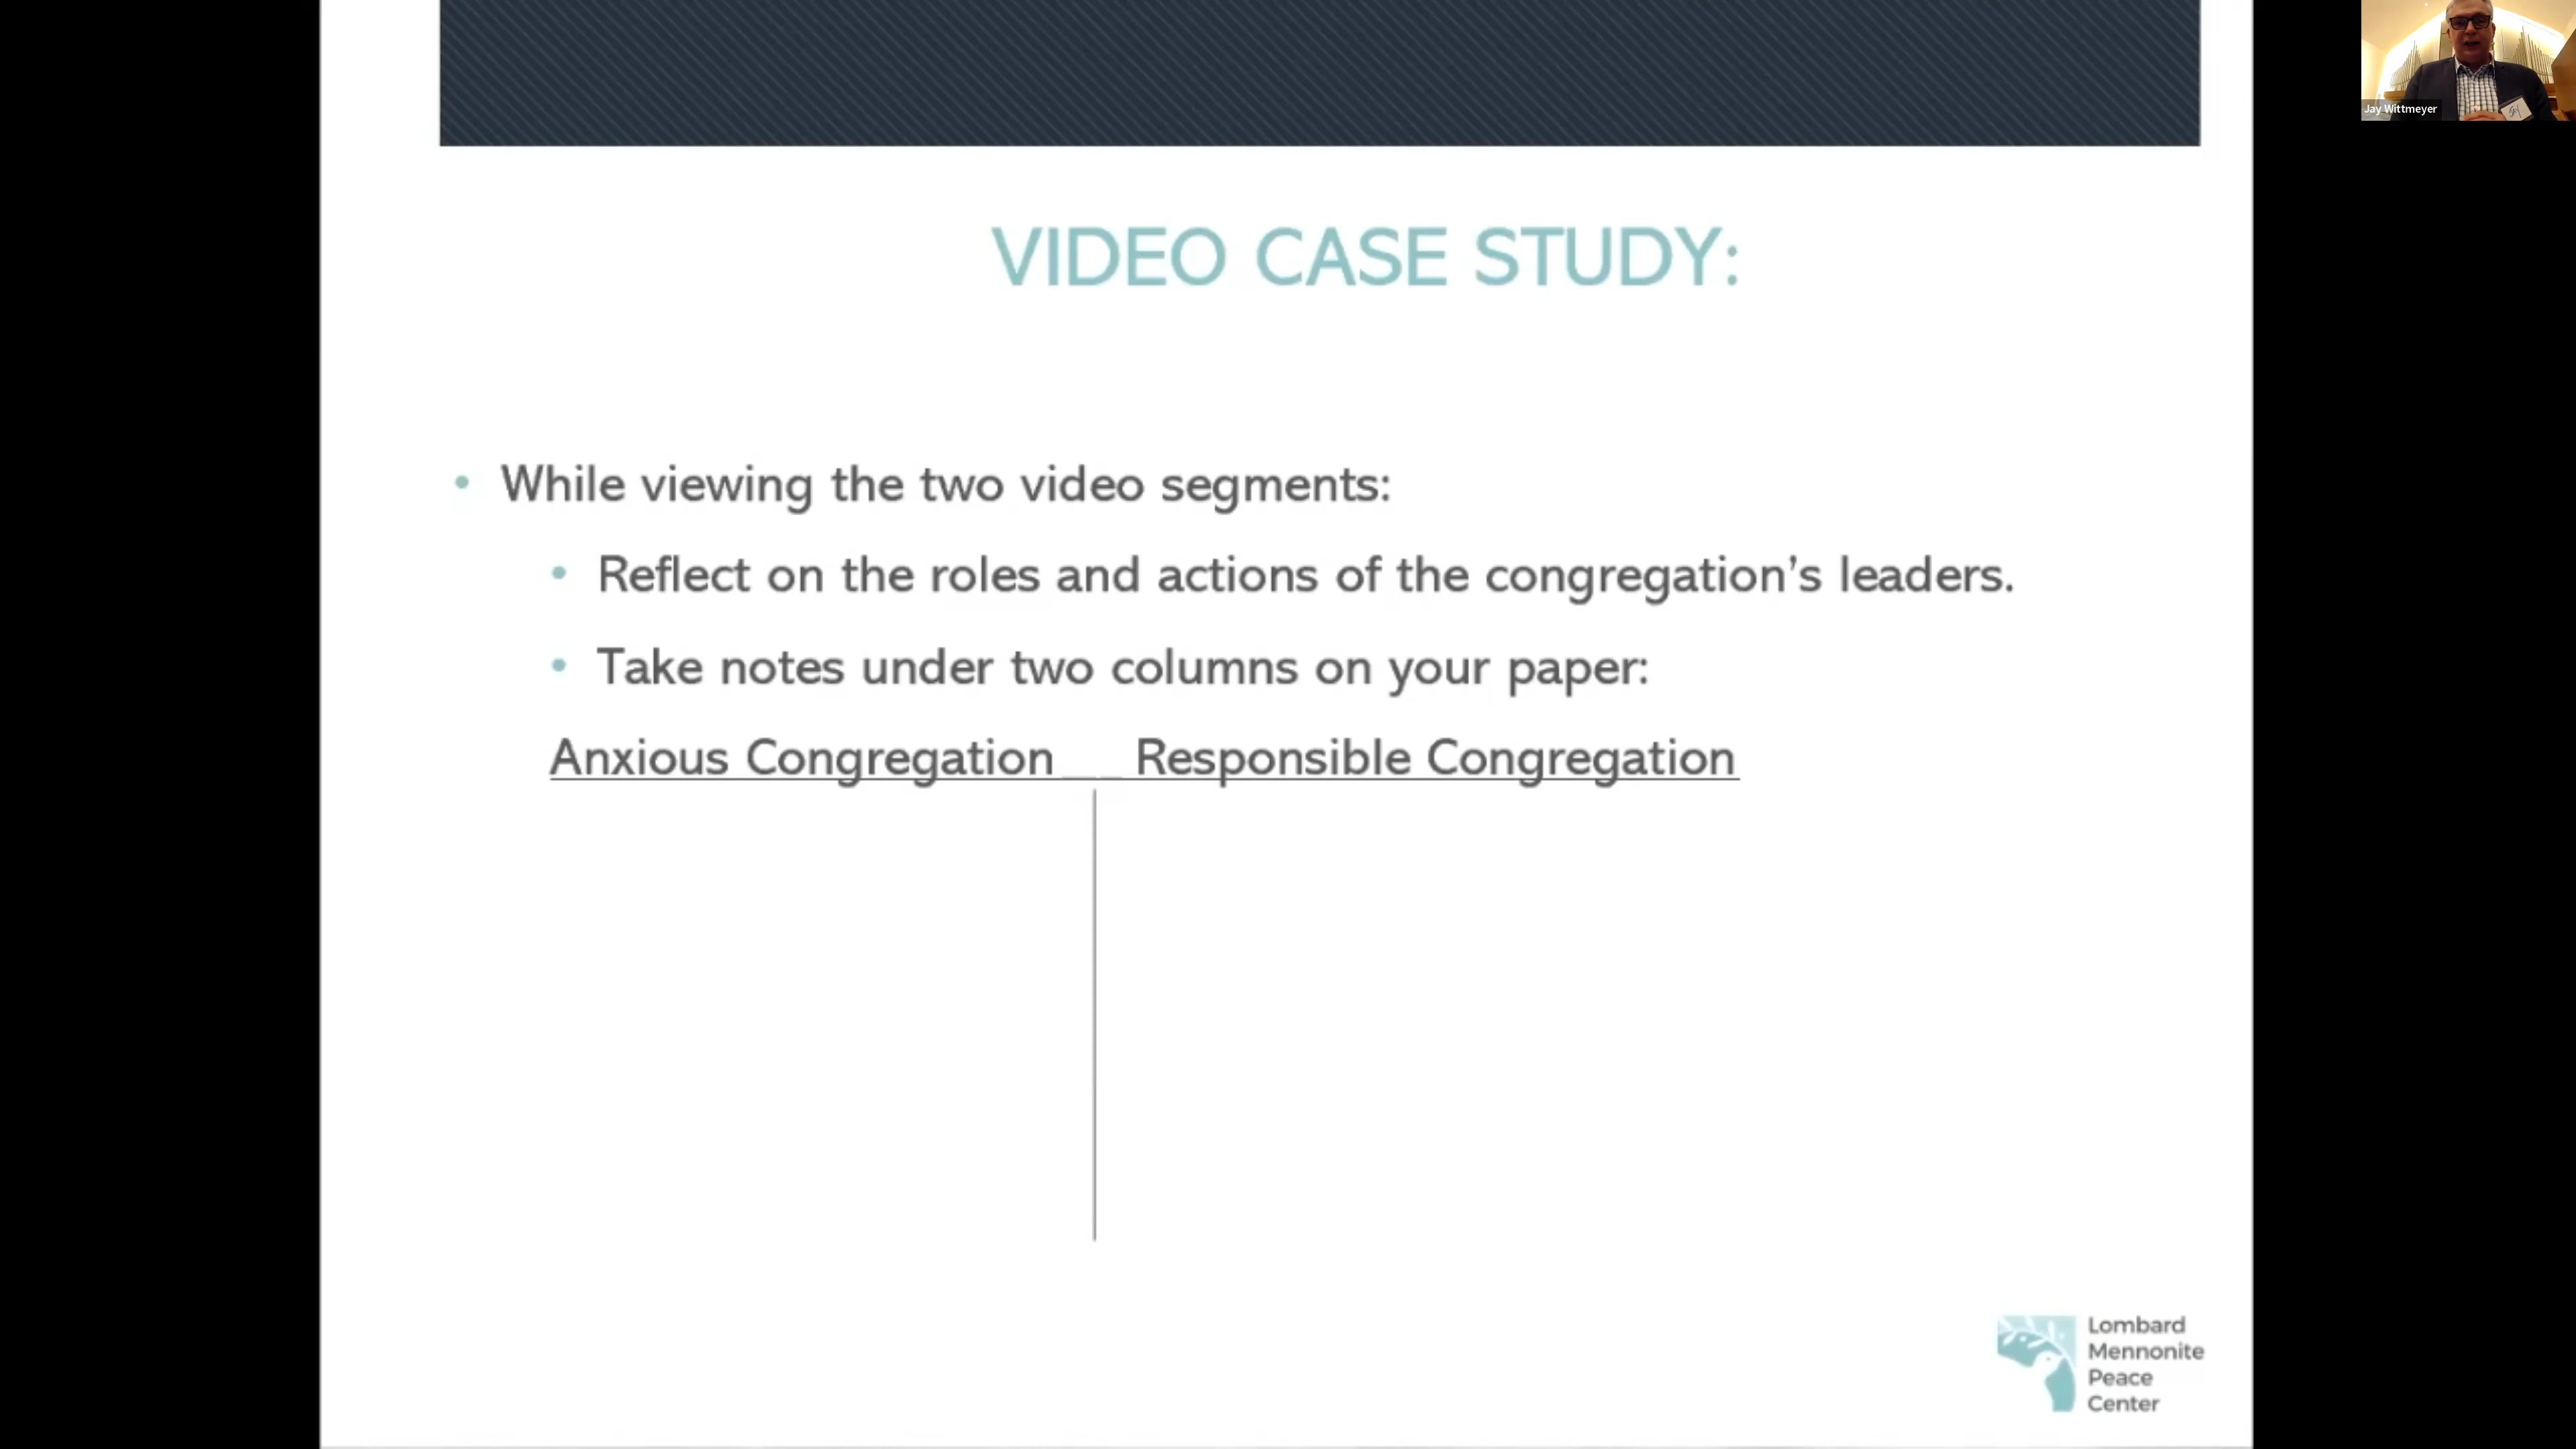 Jay Wittmeyer
VIDEO CASE STUDY:
• While viewing the two video segments:
• Reflect on the roles and actions of the congregation’s leaders.
• Take notes under two columns on your paper:
Anxious Congregation __ Responsible Congregation
Lombard
Mennonite
Peace
Center